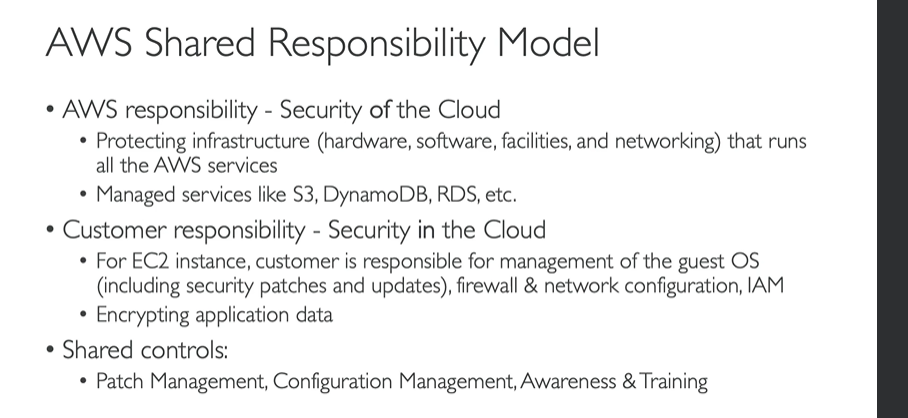 AWS Shared Responsibility Model
• AWS responsibility - Security of the Cloud
• Protecting infrastructure (hardware, software, facilities, and networking) that runs
all the AWS services
• Managed services like S3, DynamoDB, RDS, etc.
• Customer responsibility - Security in the Cloud
• For EC2 instance, customer is responsible for management of the guest OS
(including security patches and updates), firewall & network configuration, IAM
• Encrypting application data
• Shared controls:
• Patch Management, Configuration Management, Awareness & Training